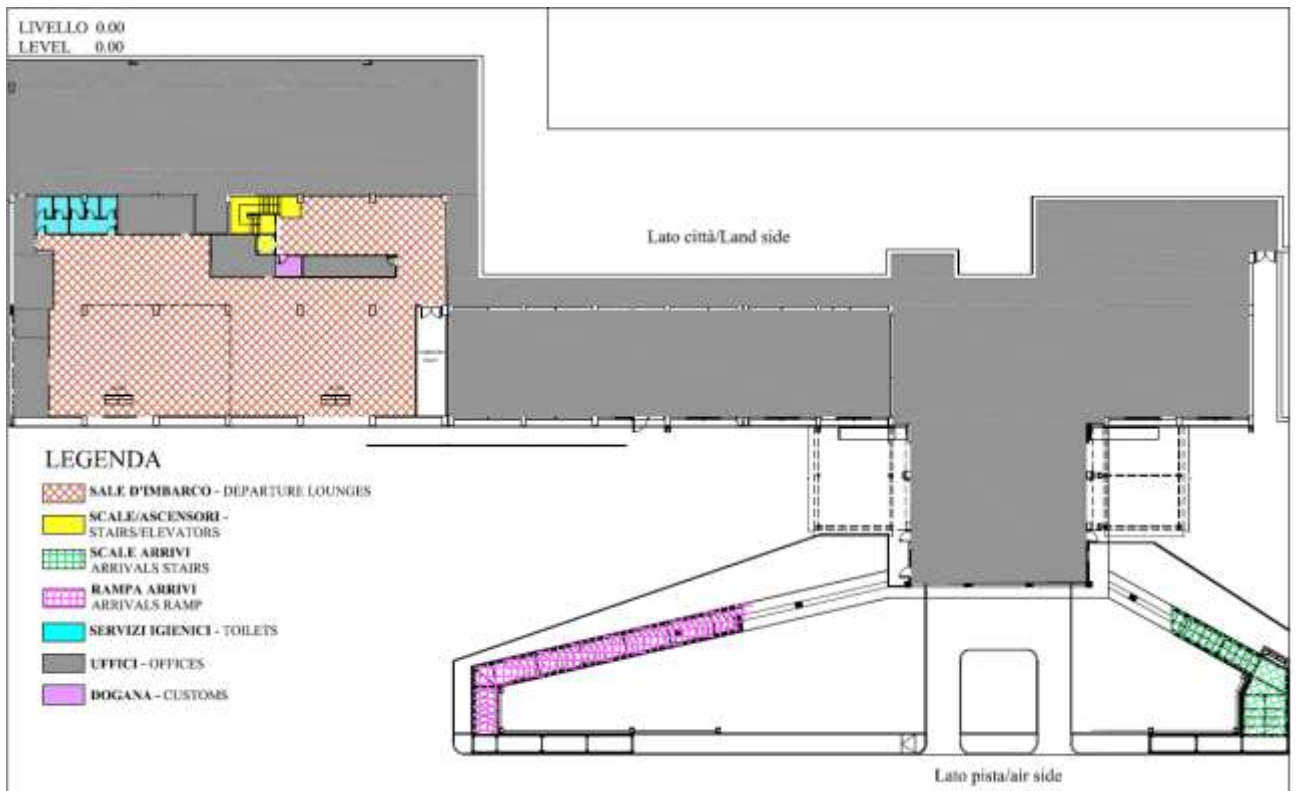 LIVELLO 0.00
LEVEL 0.00
Lato città/Land side
LEGENDA
SALE D'IMBARCO - DEPARTURE LOUNGES
SCALE/ASCENSORI -
STAIRS/ELEVATORS
SCALE ARRIVI
ARRIVALS STAIRS
RAMPA ARRIVI
ARRIVALS RAMP
SERVIZI IGIENICI - TOILETS
UFFICI - OFFICES
DOGANA - CUSTOMS
Lato pista/air side